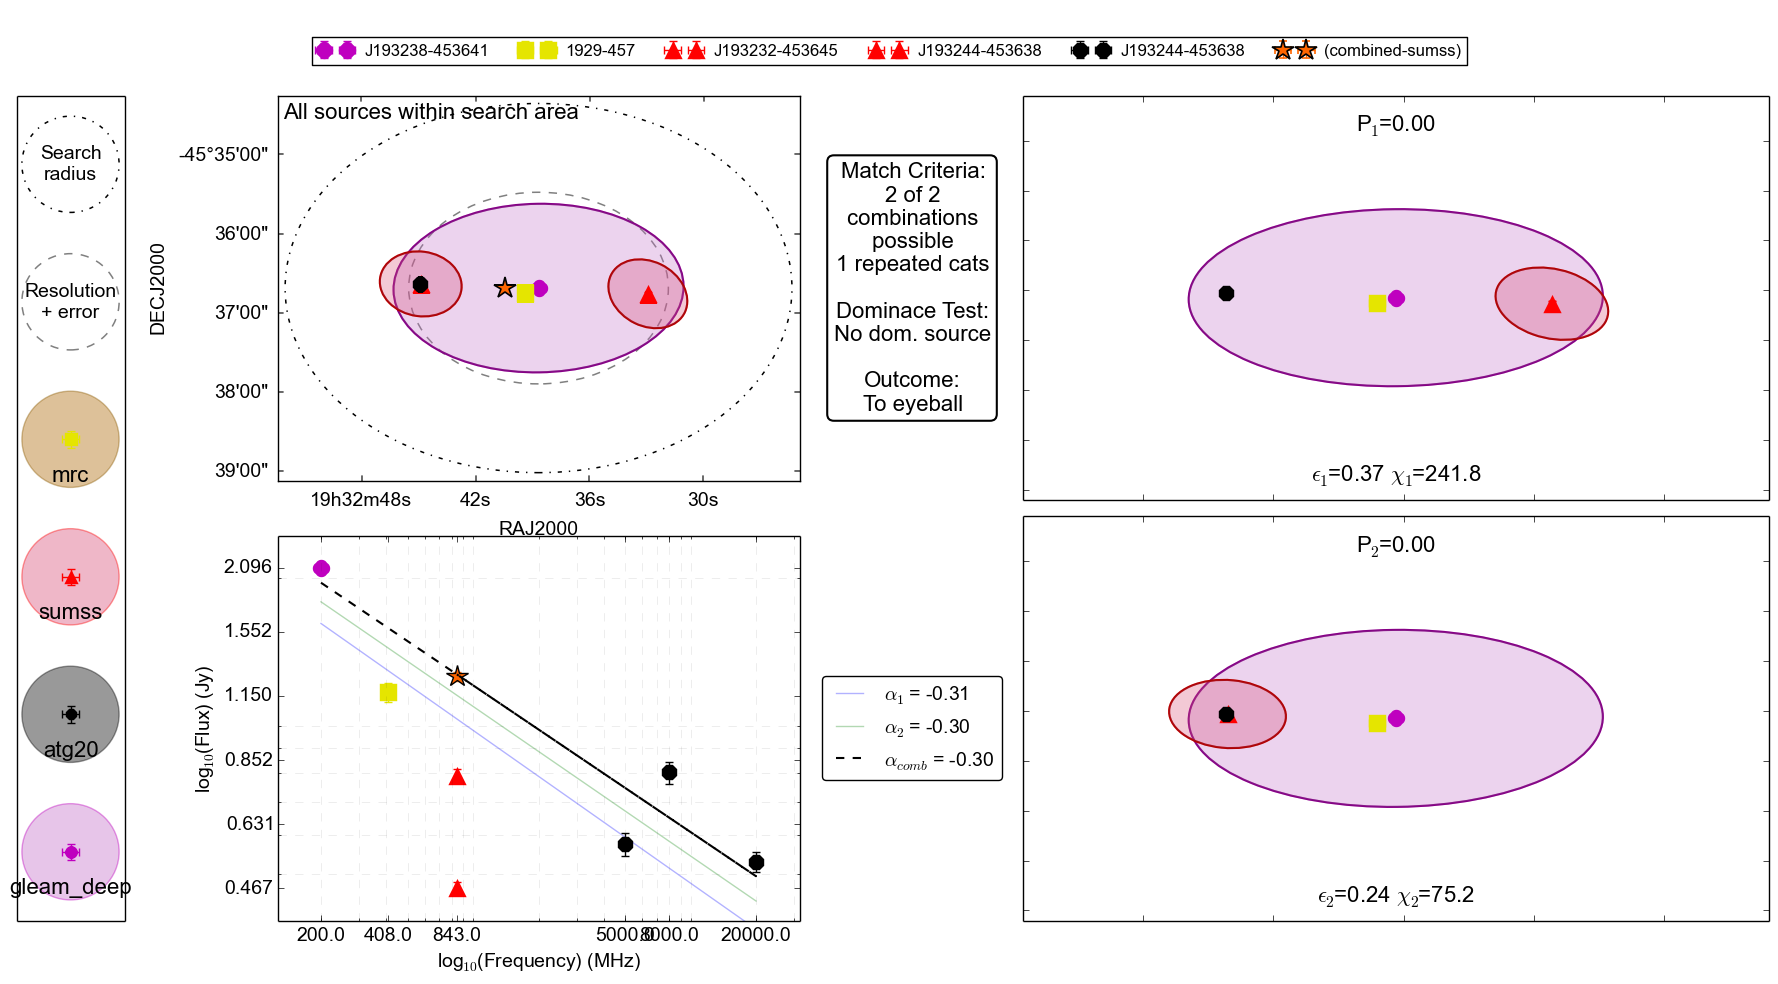 J193238-453641
1929-457
J193232-453645
J193244-453638
J193244-453638
(combined-sumss)
Search
radius
Resolution
+ error
mrc
sumss
atg20
gleam_deep
All sources within search area
DECJ2000
-45°35'00"
36'00"
37'00"
38'00"
39'00"
19h32m48s
42s
36s
30s
RAJ2000
Match Criteria:
2 of 2
combinations
possible
1 repeated cats
Dominace Test:
No dom. source
Outcome:
To eyeball
P1=0.00
ϵ1=0.37 χ1=241.8
P2=0.00
ϵ2=0.24 χ2=75.2
log10(Flux) (Jy)
2.096
1.552
1.150
0.852
0.631
0.467
200.0
408.0
843.0
5000.0
8000.0
20000.0
log10(Frequency) (MHz)
α1 = -0.31
α2 = -0.30
αcomb = -0.30